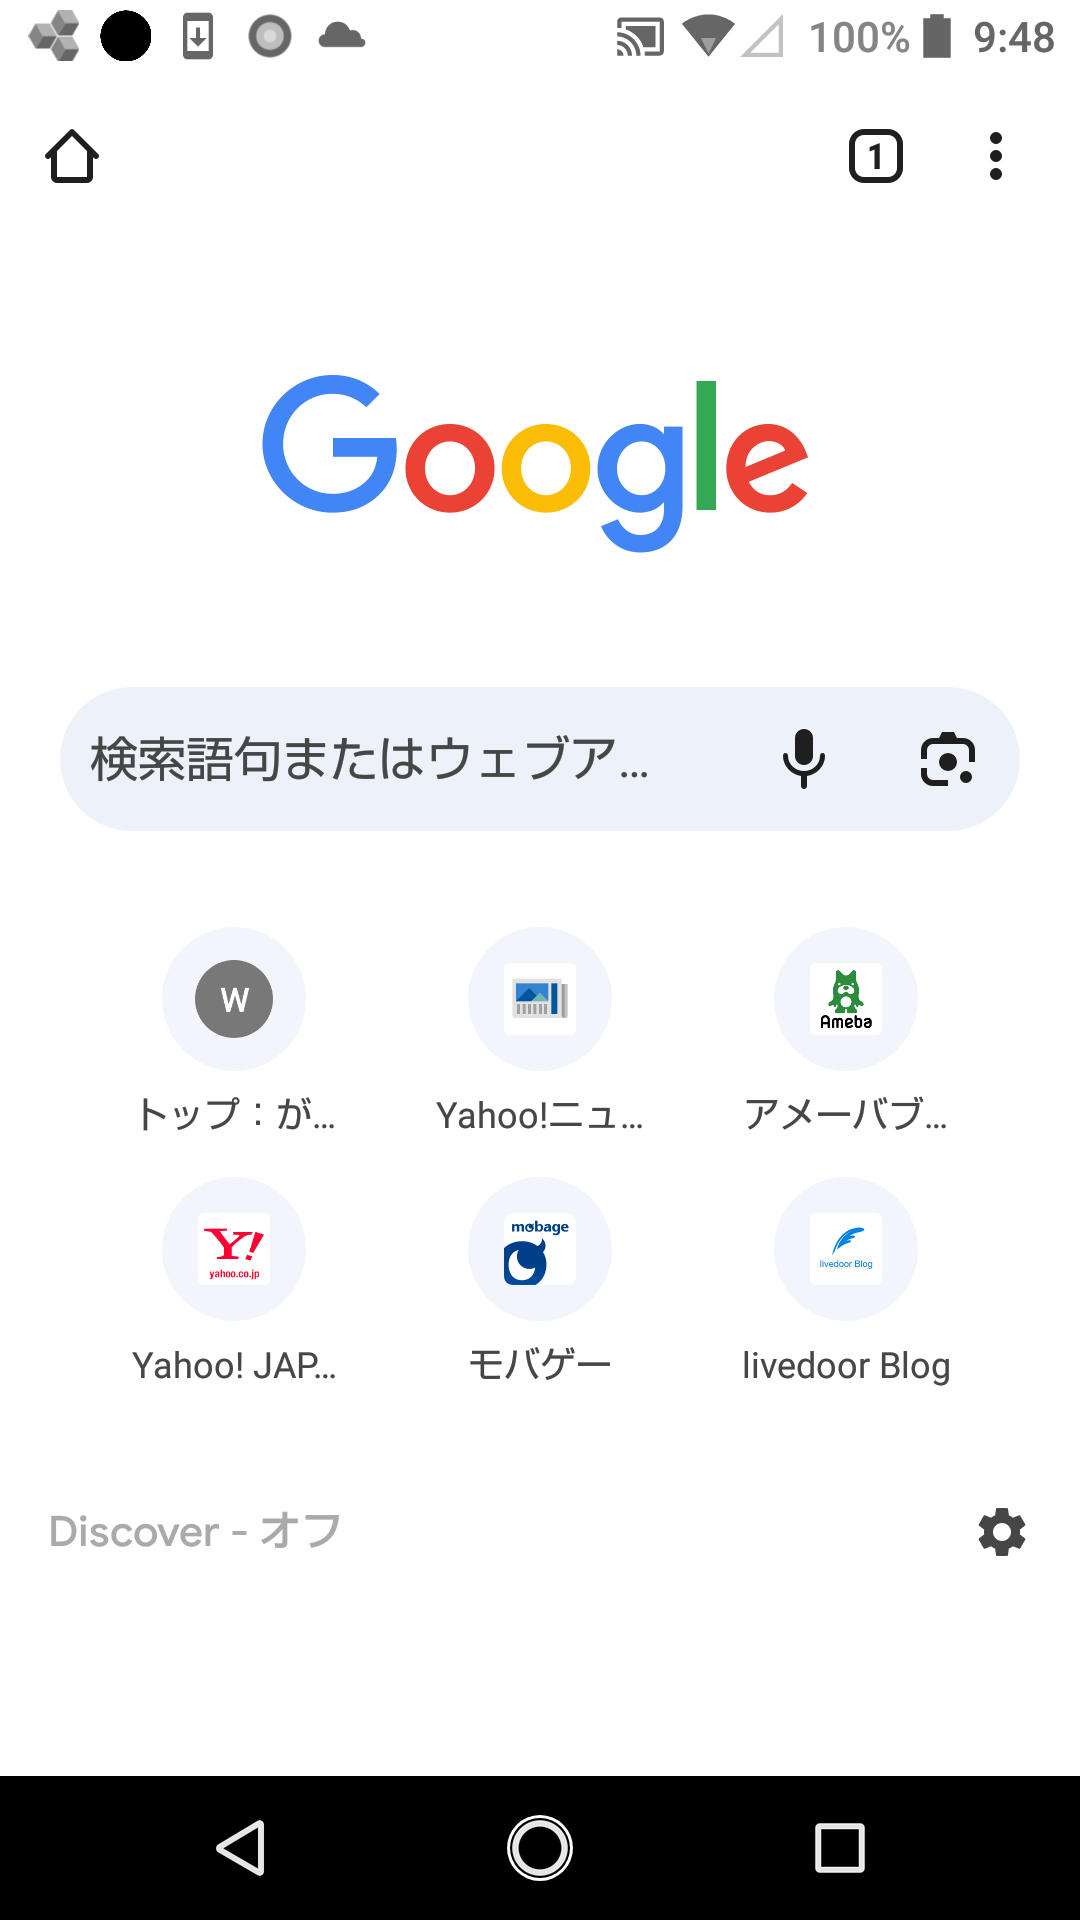 100% 9:48
1
Google
検索語句またはウェブア...
W
Ameba
トップ：が...
Yahoo!ニュ...
アメーバブ...
Y!
yahoo.co.jp
mobage
livedoor Blog
Yahoo! JAP...
モバゲー
livedoor Blog
Discover - オフ